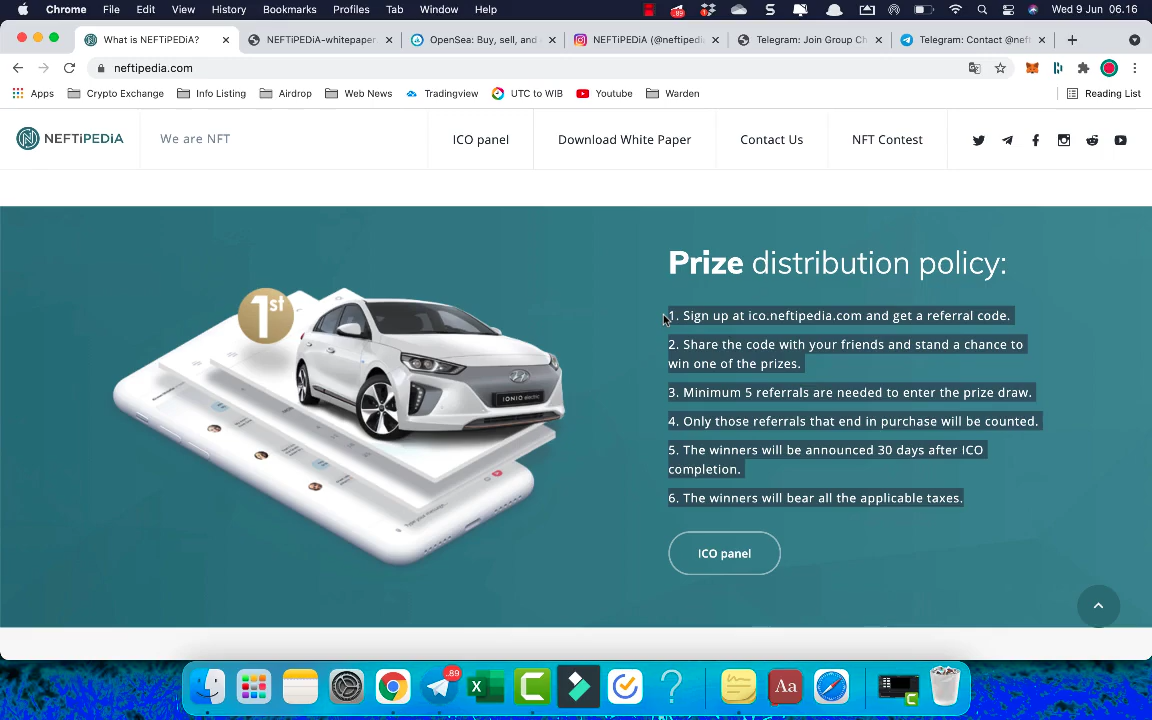 Chrome File Edit View History Bookmarks Profiles Tab Window Help Wed 9 Jun 06.16
What is NEFTiPEDiA?
NEFTiPEDiA-whitepaper
OpenSea: Buy, sell, and
NEFTiPEDiA (@neftipedi
Telegram: Join Group Ch
Telegram: Contact @neft
neftipedia.com
Apps Crypto Exchange Info Listing Airdrop Web News Tradingview UTC to WIB Youtube Warden Reading List
NEFTiPEDiA
We are NFT
ICO panel
Download White Paper
Contact Us
NFT Contest
1st
IONIQ electric
Prize distribution policy:
1. Sign up at ico.neftipedia.com and get a referral code.
2. Share the code with your friends and stand a chance to
win one of the prizes.
3. Minimum 5 referrals are needed to enter the prize draw.
4. Only those referrals that end in purchase will be counted.
5. The winners will be announced 30 days after ICO
completion.
6. The winners will bear all the applicable taxes.
ICO panel